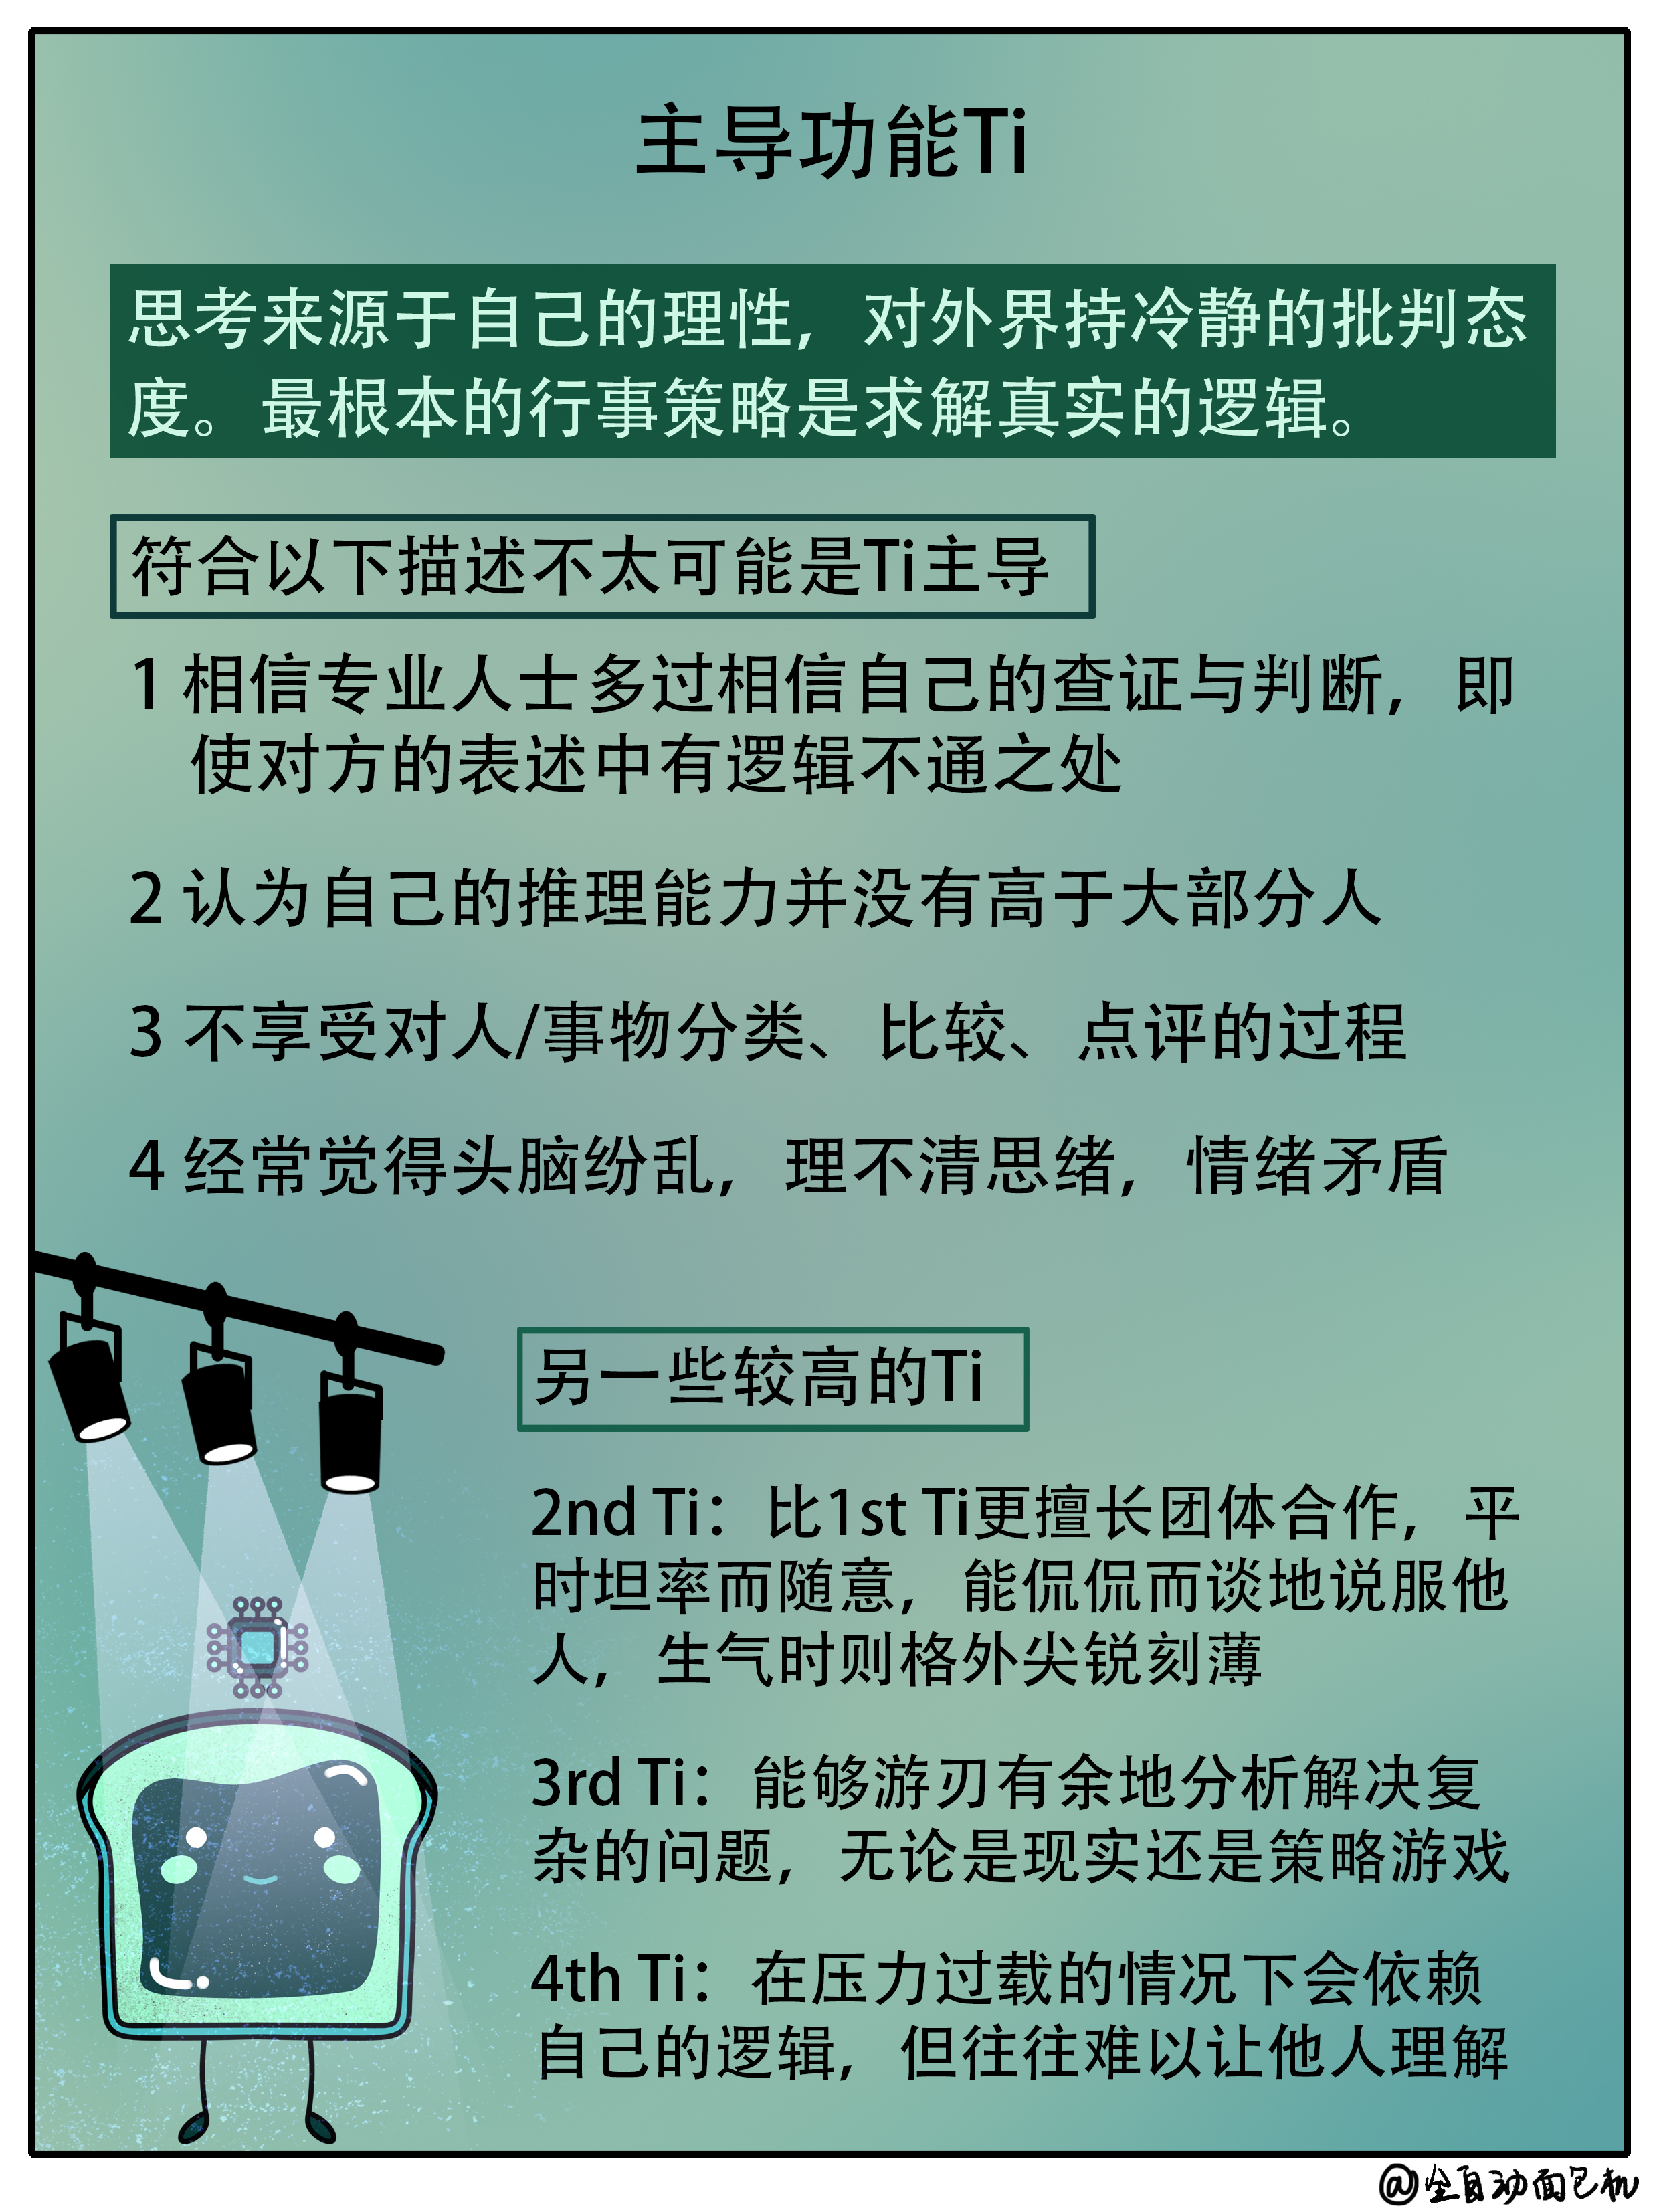 主导功能Ti
思考来源于自己的理性，对外界持冷静的批判态
度。最根本的行事策略是求解真实的逻辑。
符合以下描述不太可能是Ti主导
1 相信专业人士多过相信自己的查证与判断，即
使对方的表述中有逻辑不通之处
2 认为自己的推理能力并没有高于大部分人
3 不享受对人/事物分类、比较、点评的过程
4 经常觉得头脑纷乱，理不清思绪，情绪矛盾
另一些较高的Ti
2nd Ti：比1st Ti更擅长团体合作，平
时坦率而随意，能侃侃而谈地说服他
人，生气时则格外尖锐刻薄
3rd Ti：能够游刃有余地分析解决复
杂的问题，无论是现实还是策略游戏
4th Ti：在压力过载的情况下会依赖
自己的逻辑，但往往难以让他人理解
@全自动面包机